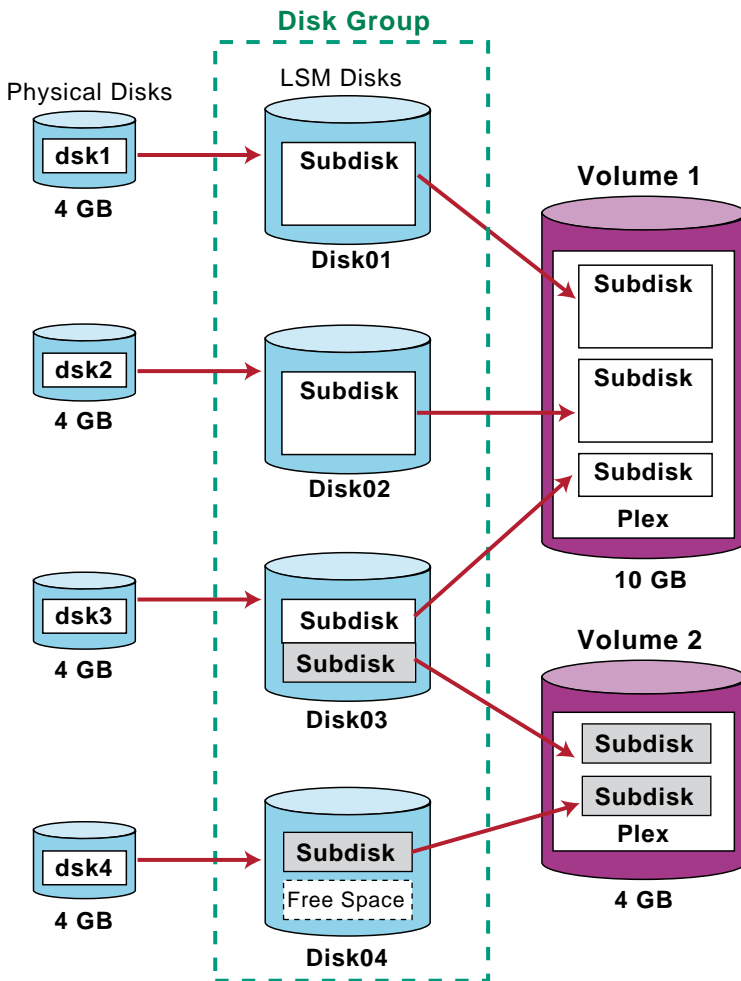 Disk Group
Physical Disks
LSM Disks
dsk1
4 GB
Subdisk
Disk01
dsk2
4 GB
Subdisk
Disk02
dsk3
4 GB
Subdisk
Subdisk
Disk03
dsk4
4 GB
Subdisk
Free Space
Disk04
Volume 1
Subdisk
Subdisk
Subdisk
Plex
10 GB
Volume 2
Subdisk
Subdisk
Plex
4 GB